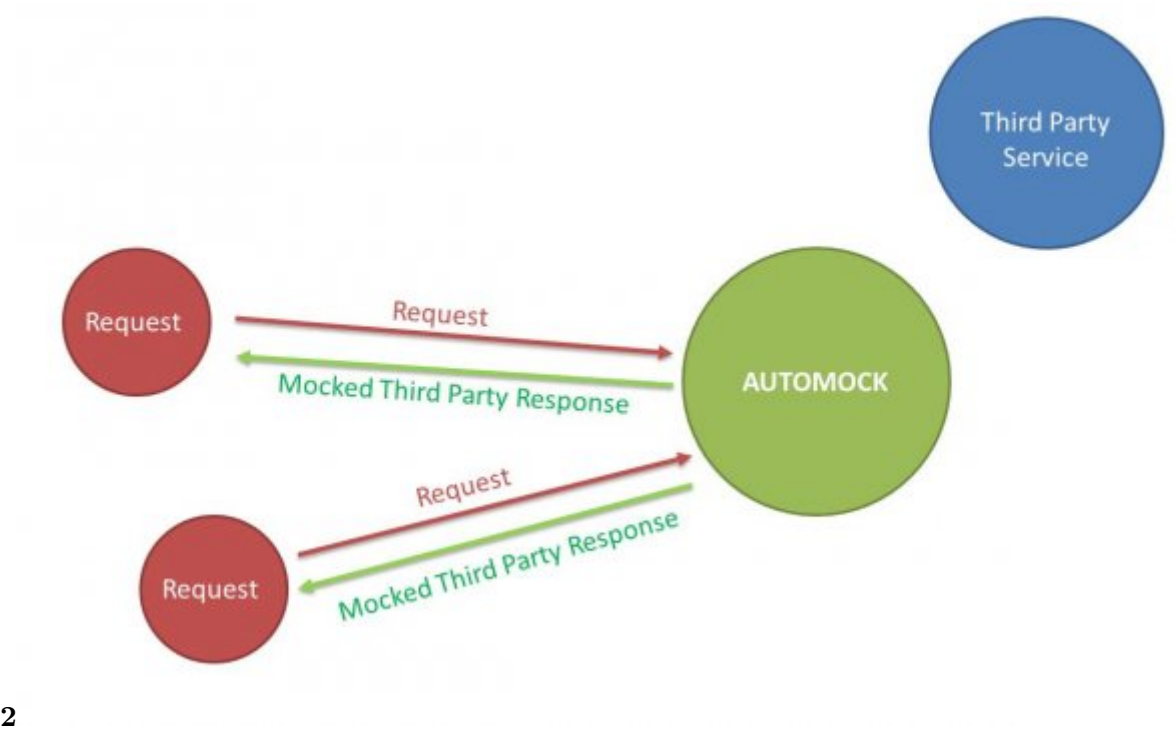 Third Party
Service
Request
Request
Mocked Third Party Response
AUTOMOCK
Request
Mocked Third Party Response
Request
2